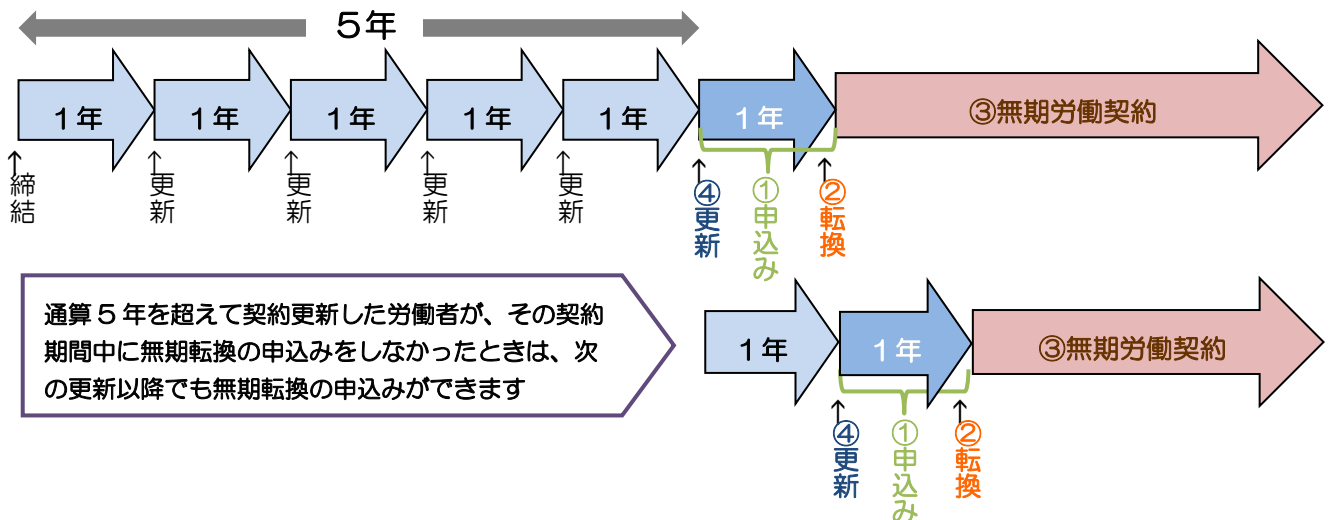 ５年
１年
１年
１年
１年
１年
１年
③無期労働契約
締結
更新
更新
更新
更新
④更新
①申込み
②転換
通算５年を超えて契約更新した労働者が、その契約
期間中に無期転換の申込みをしなかったときは、次
の更新以降でも無期転換の申込みができます
１年
１年
③無期労働契約
④更新
①申込み
②転換